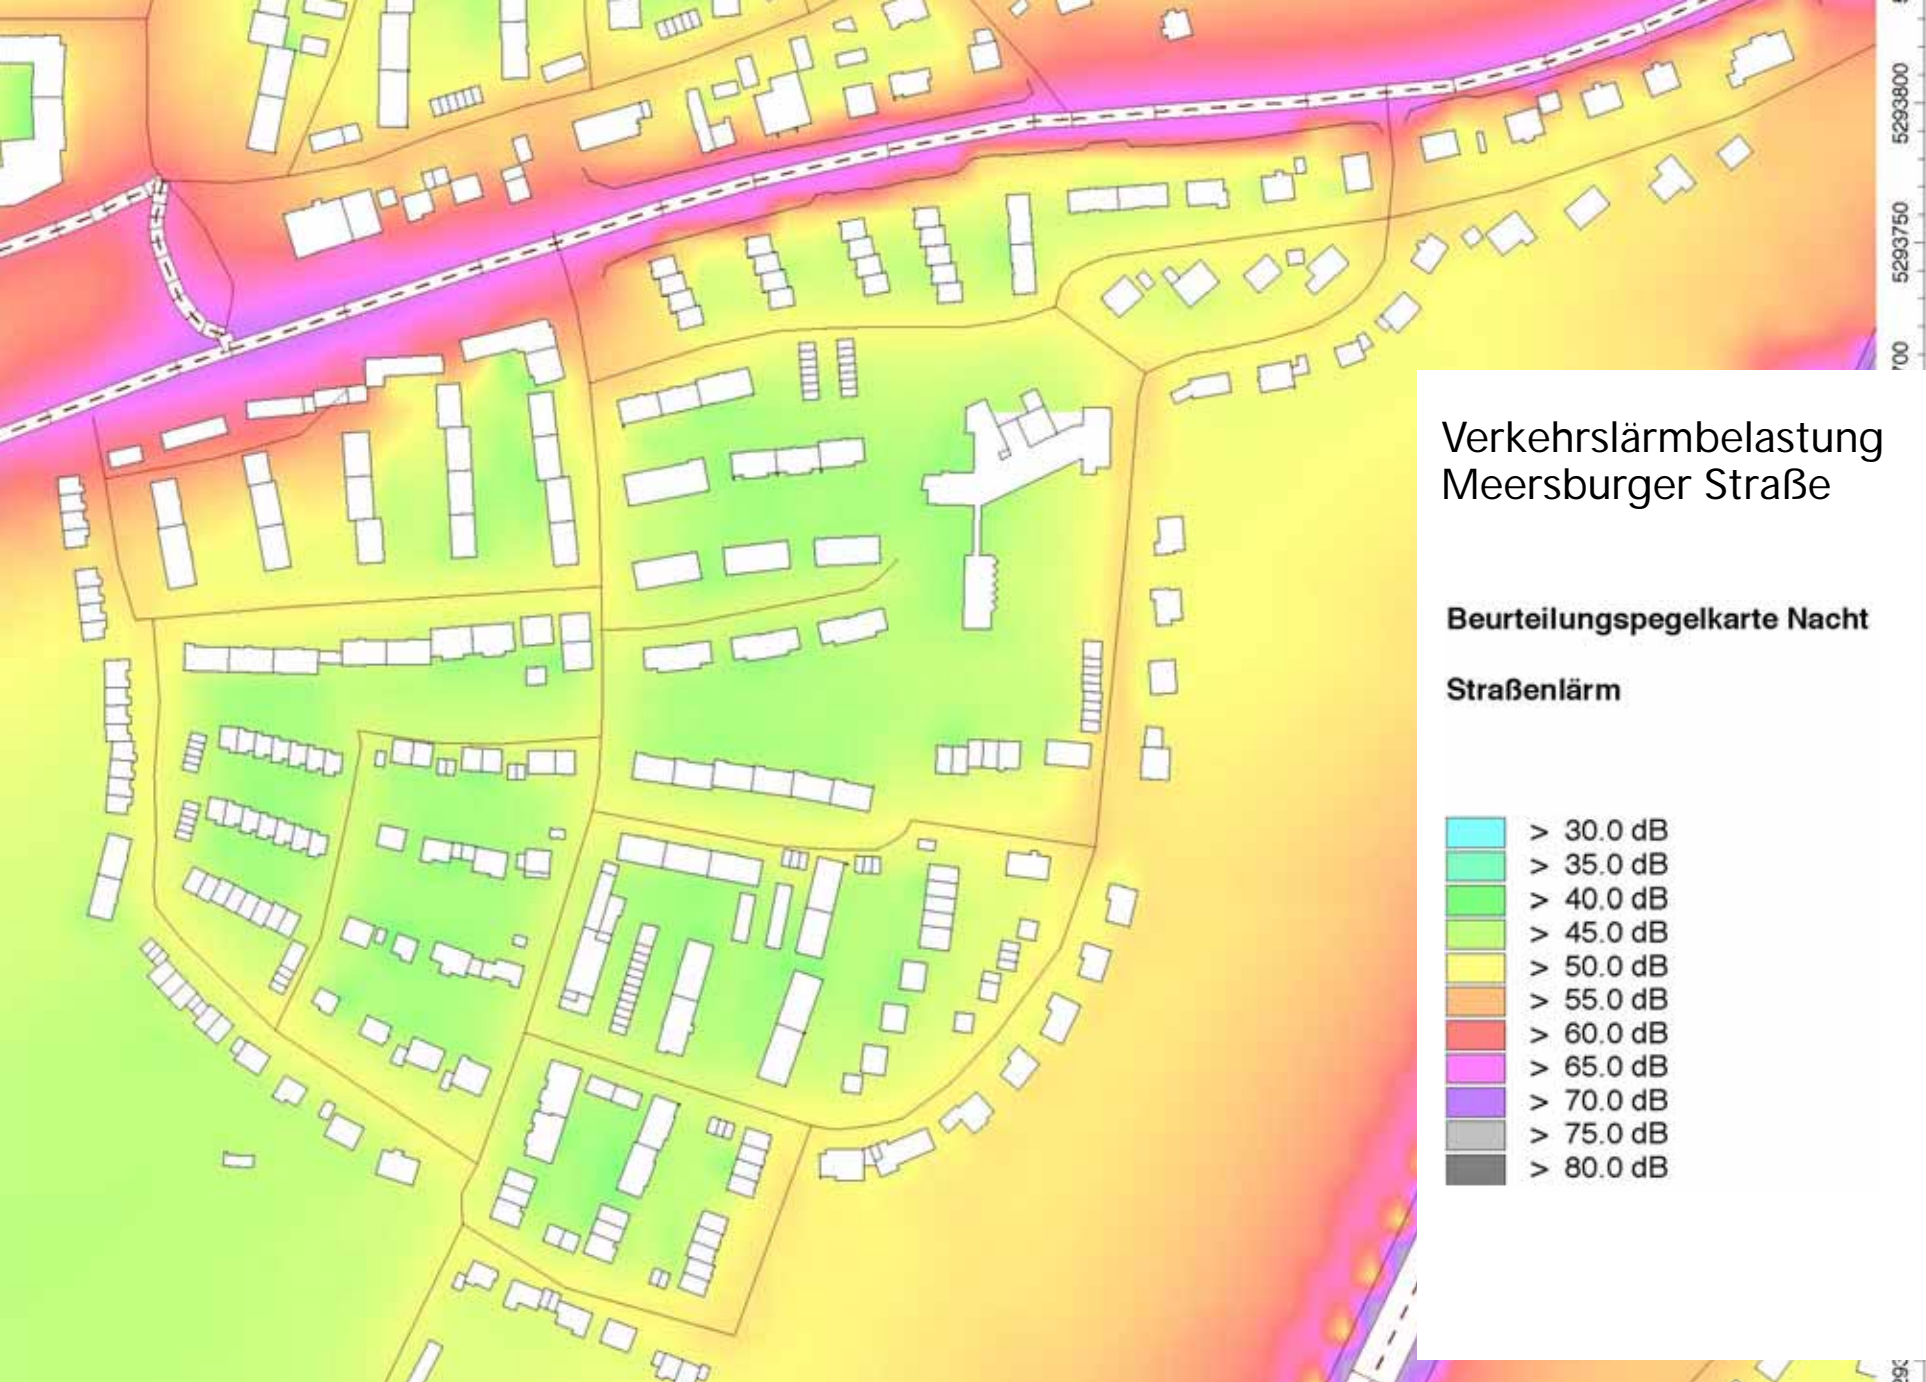 5293800
5293750
700
Verkehrslärmbelastung
Meersburger Straße
Beurteilungspegelkarte Nacht
Straßenlärm
> 30.0 dB
> 35.0 dB
> 40.0 dB
> 45.0 dB
> 50.0 dB
> 55.0 dB
> 60.0 dB
> 65.0 dB
> 70.0 dB
> 75.0 dB
> 80.0 dB